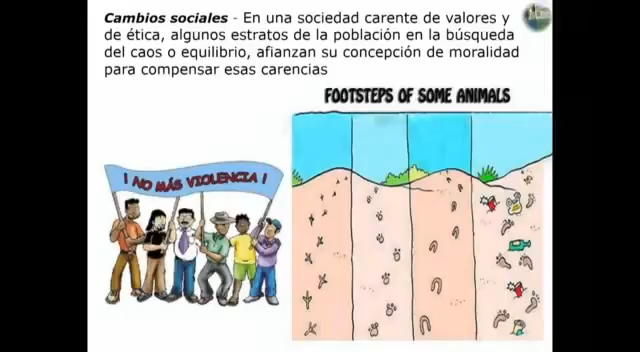 Cambios sociales - En una sociedad carente de valores y
de ética, algunos estratos de la población en la búsqueda
del caos o equilibrio, afianzan su concepción de moralidad
para compensar esas carencias
FOOTSTEPS OF SOME ANIMALS
¡ NO MÁS VIOLENCIA !